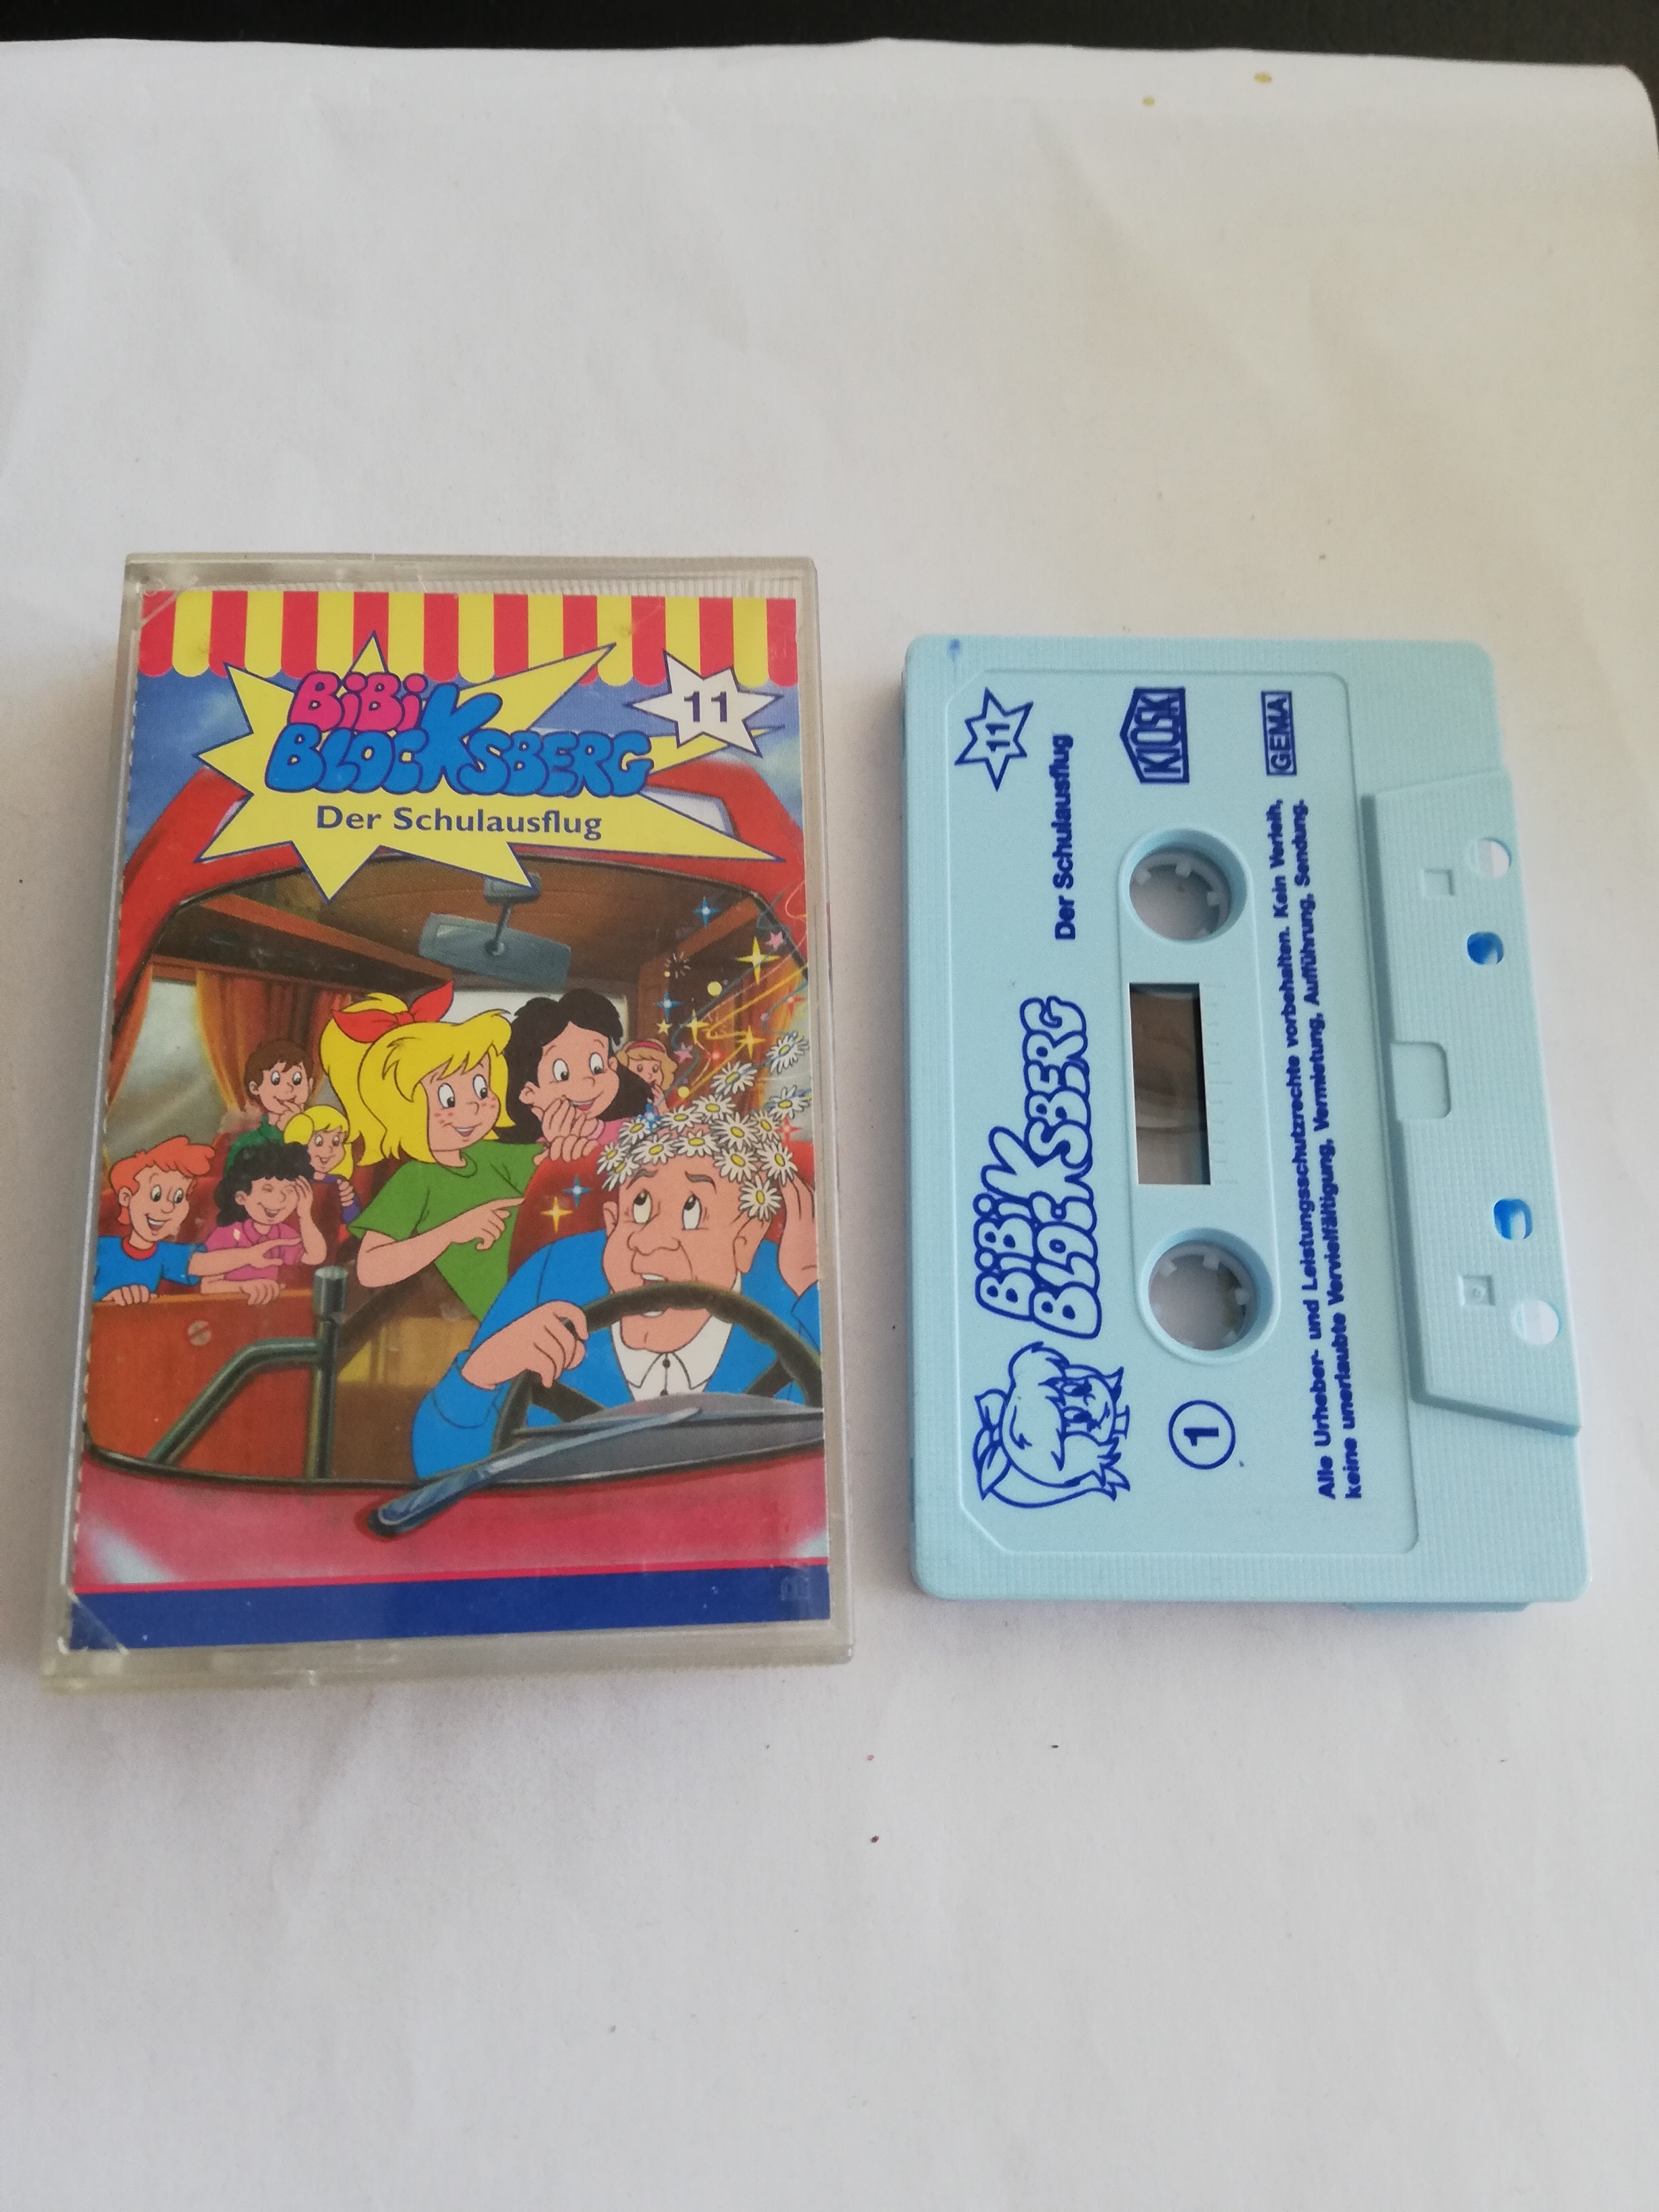 BiBi
BLOCKSBERG
11
Der Schulausflug
11
Der Schulausflug
BiBi
BLOCKSBERG
KIOSK
GEMA
1
Alle Urheber- und Leistungsschutzrechte vorbehalten. Kein Verleih,
keine unerlaubte Vervielfältigung, Vermietung, Aufführung, Sendung.